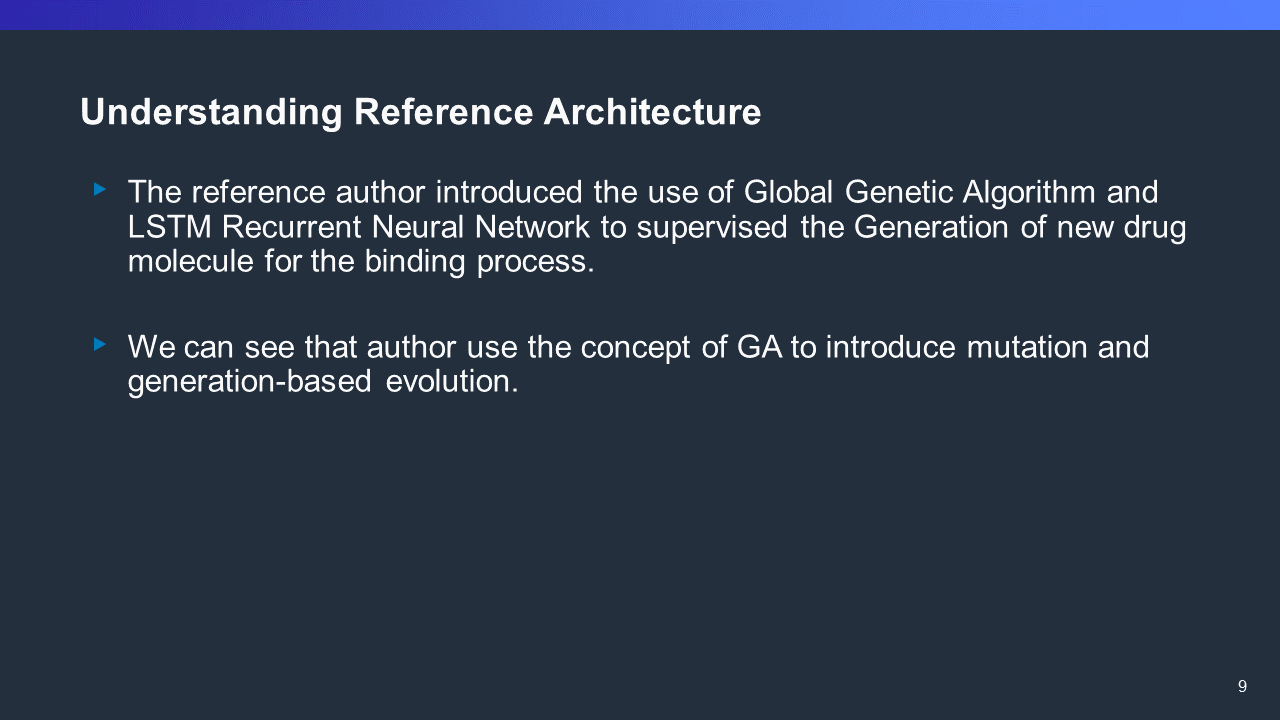 Understanding Reference Architecture
The reference author introduced the use of Global Genetic Algorithm and
LSTM Recurrent Neural Network to supervised the Generation of new drug
molecule for the binding process.
We can see that author use the concept of GA to introduce mutation and
generation-based evolution.
9